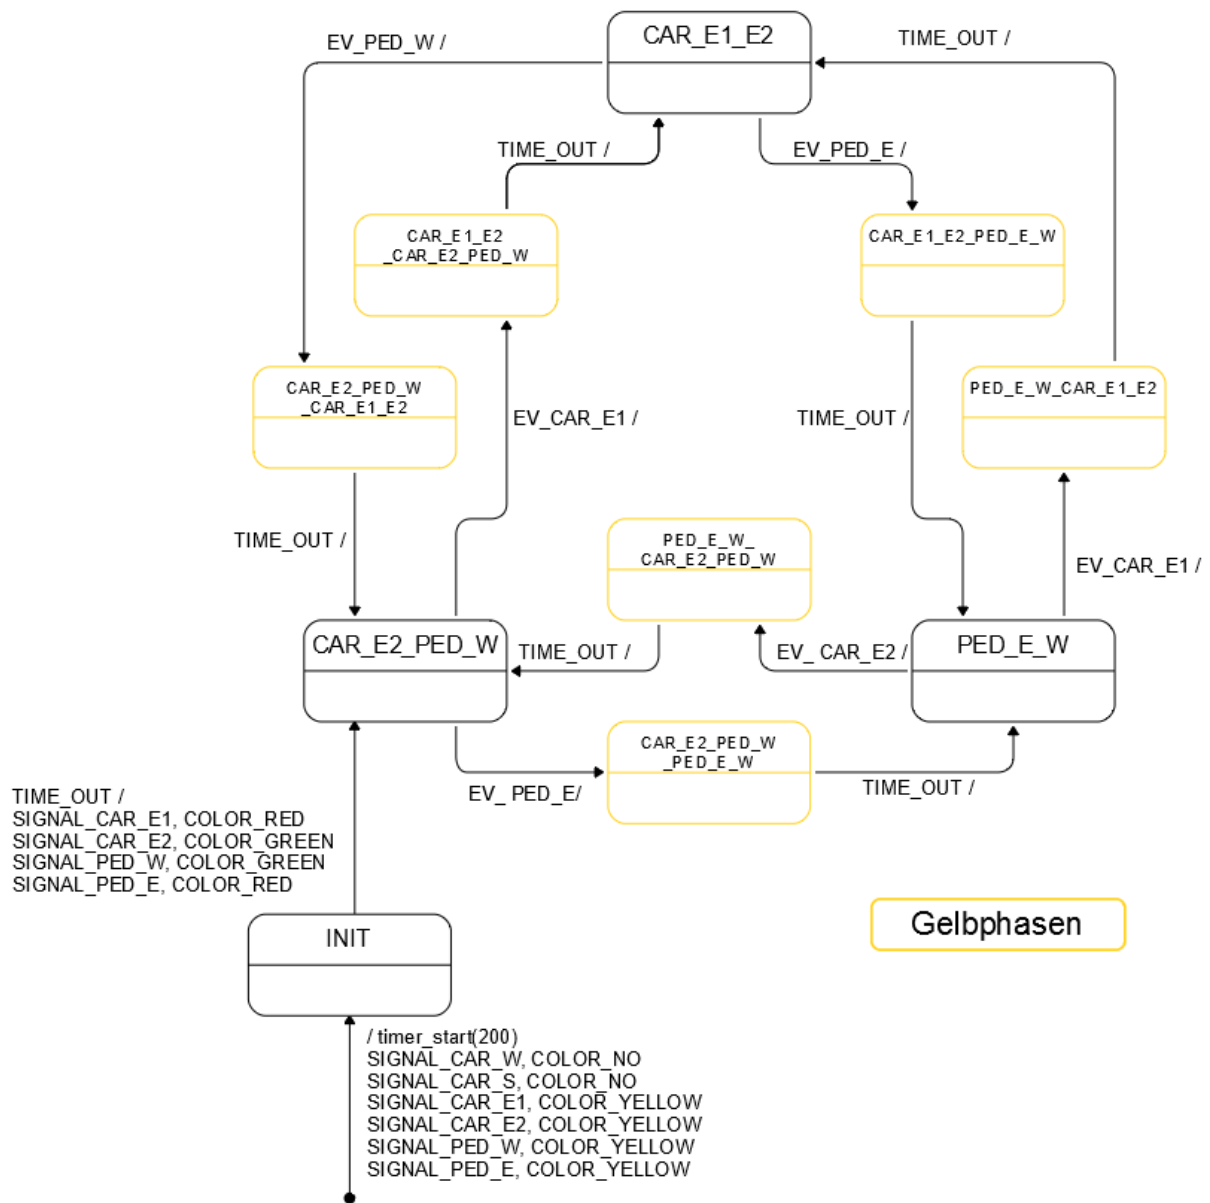 CAR_E1_E2
EV_PED_W /
TIME_OUT /
TIME_OUT /
EV_PED_E /
CAR_E1_E2
_CAR_E2_PED_W
CAR_E1_E2_PED_E_W
CAR_E2_PED_W
_CAR_E1_E2
PED_E_W_CAR_E1_E2
EV_CAR_E1 /
TIME_OUT /
TIME_OUT /
PED_E_W_
CAR_E2_PED_W
EV_CAR_E1 /
CAR_E2_PED_W
TIME_OUT /
EV_ CAR_E2 /
PED_E_W
CAR_E2_PED_W
_PED_E_W
EV_ PED_E/
TIME_OUT /
TIME_OUT /
SIGNAL_CAR_E1, COLOR_RED
SIGNAL_CAR_E2, COLOR_GREEN
SIGNAL_PED_W, COLOR_GREEN
SIGNAL_PED_E, COLOR_RED
INIT
Gelbphasen
/ timer_start(200)
SIGNAL_CAR_W, COLOR_NO
SIGNAL_CAR_S, COLOR_NO
SIGNAL_CAR_E1, COLOR_YELLOW
SIGNAL_CAR_E2, COLOR_YELLOW
SIGNAL_PED_W, COLOR_YELLOW
SIGNAL_PED_E, COLOR_YELLOW